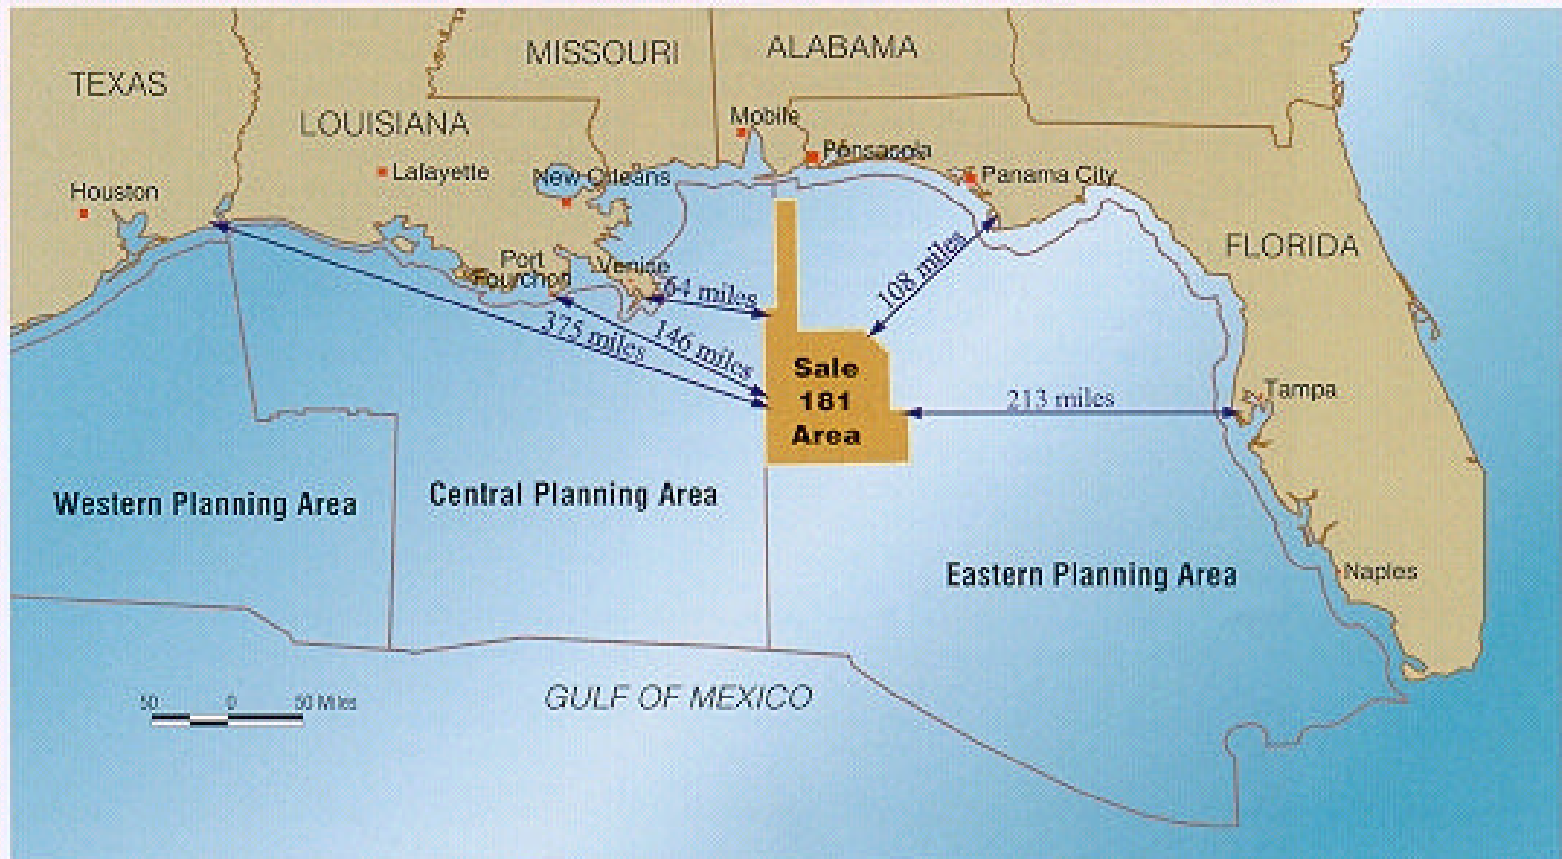 MISSOURI
ALABAMA
TEXAS
LOUISIANA
Mobile
Pensacola
Lafayette
New Orleans
Panama City
Houston
FLORIDA
Port
Fourchon
Venice
64 miles
108 miles
375 miles
146 miles
Sale
181
Area
213 miles
Tampa
Western Planning Area
Central Planning Area
Eastern Planning Area
Naples
50 0 50 Miles
GULF OF MEXICO